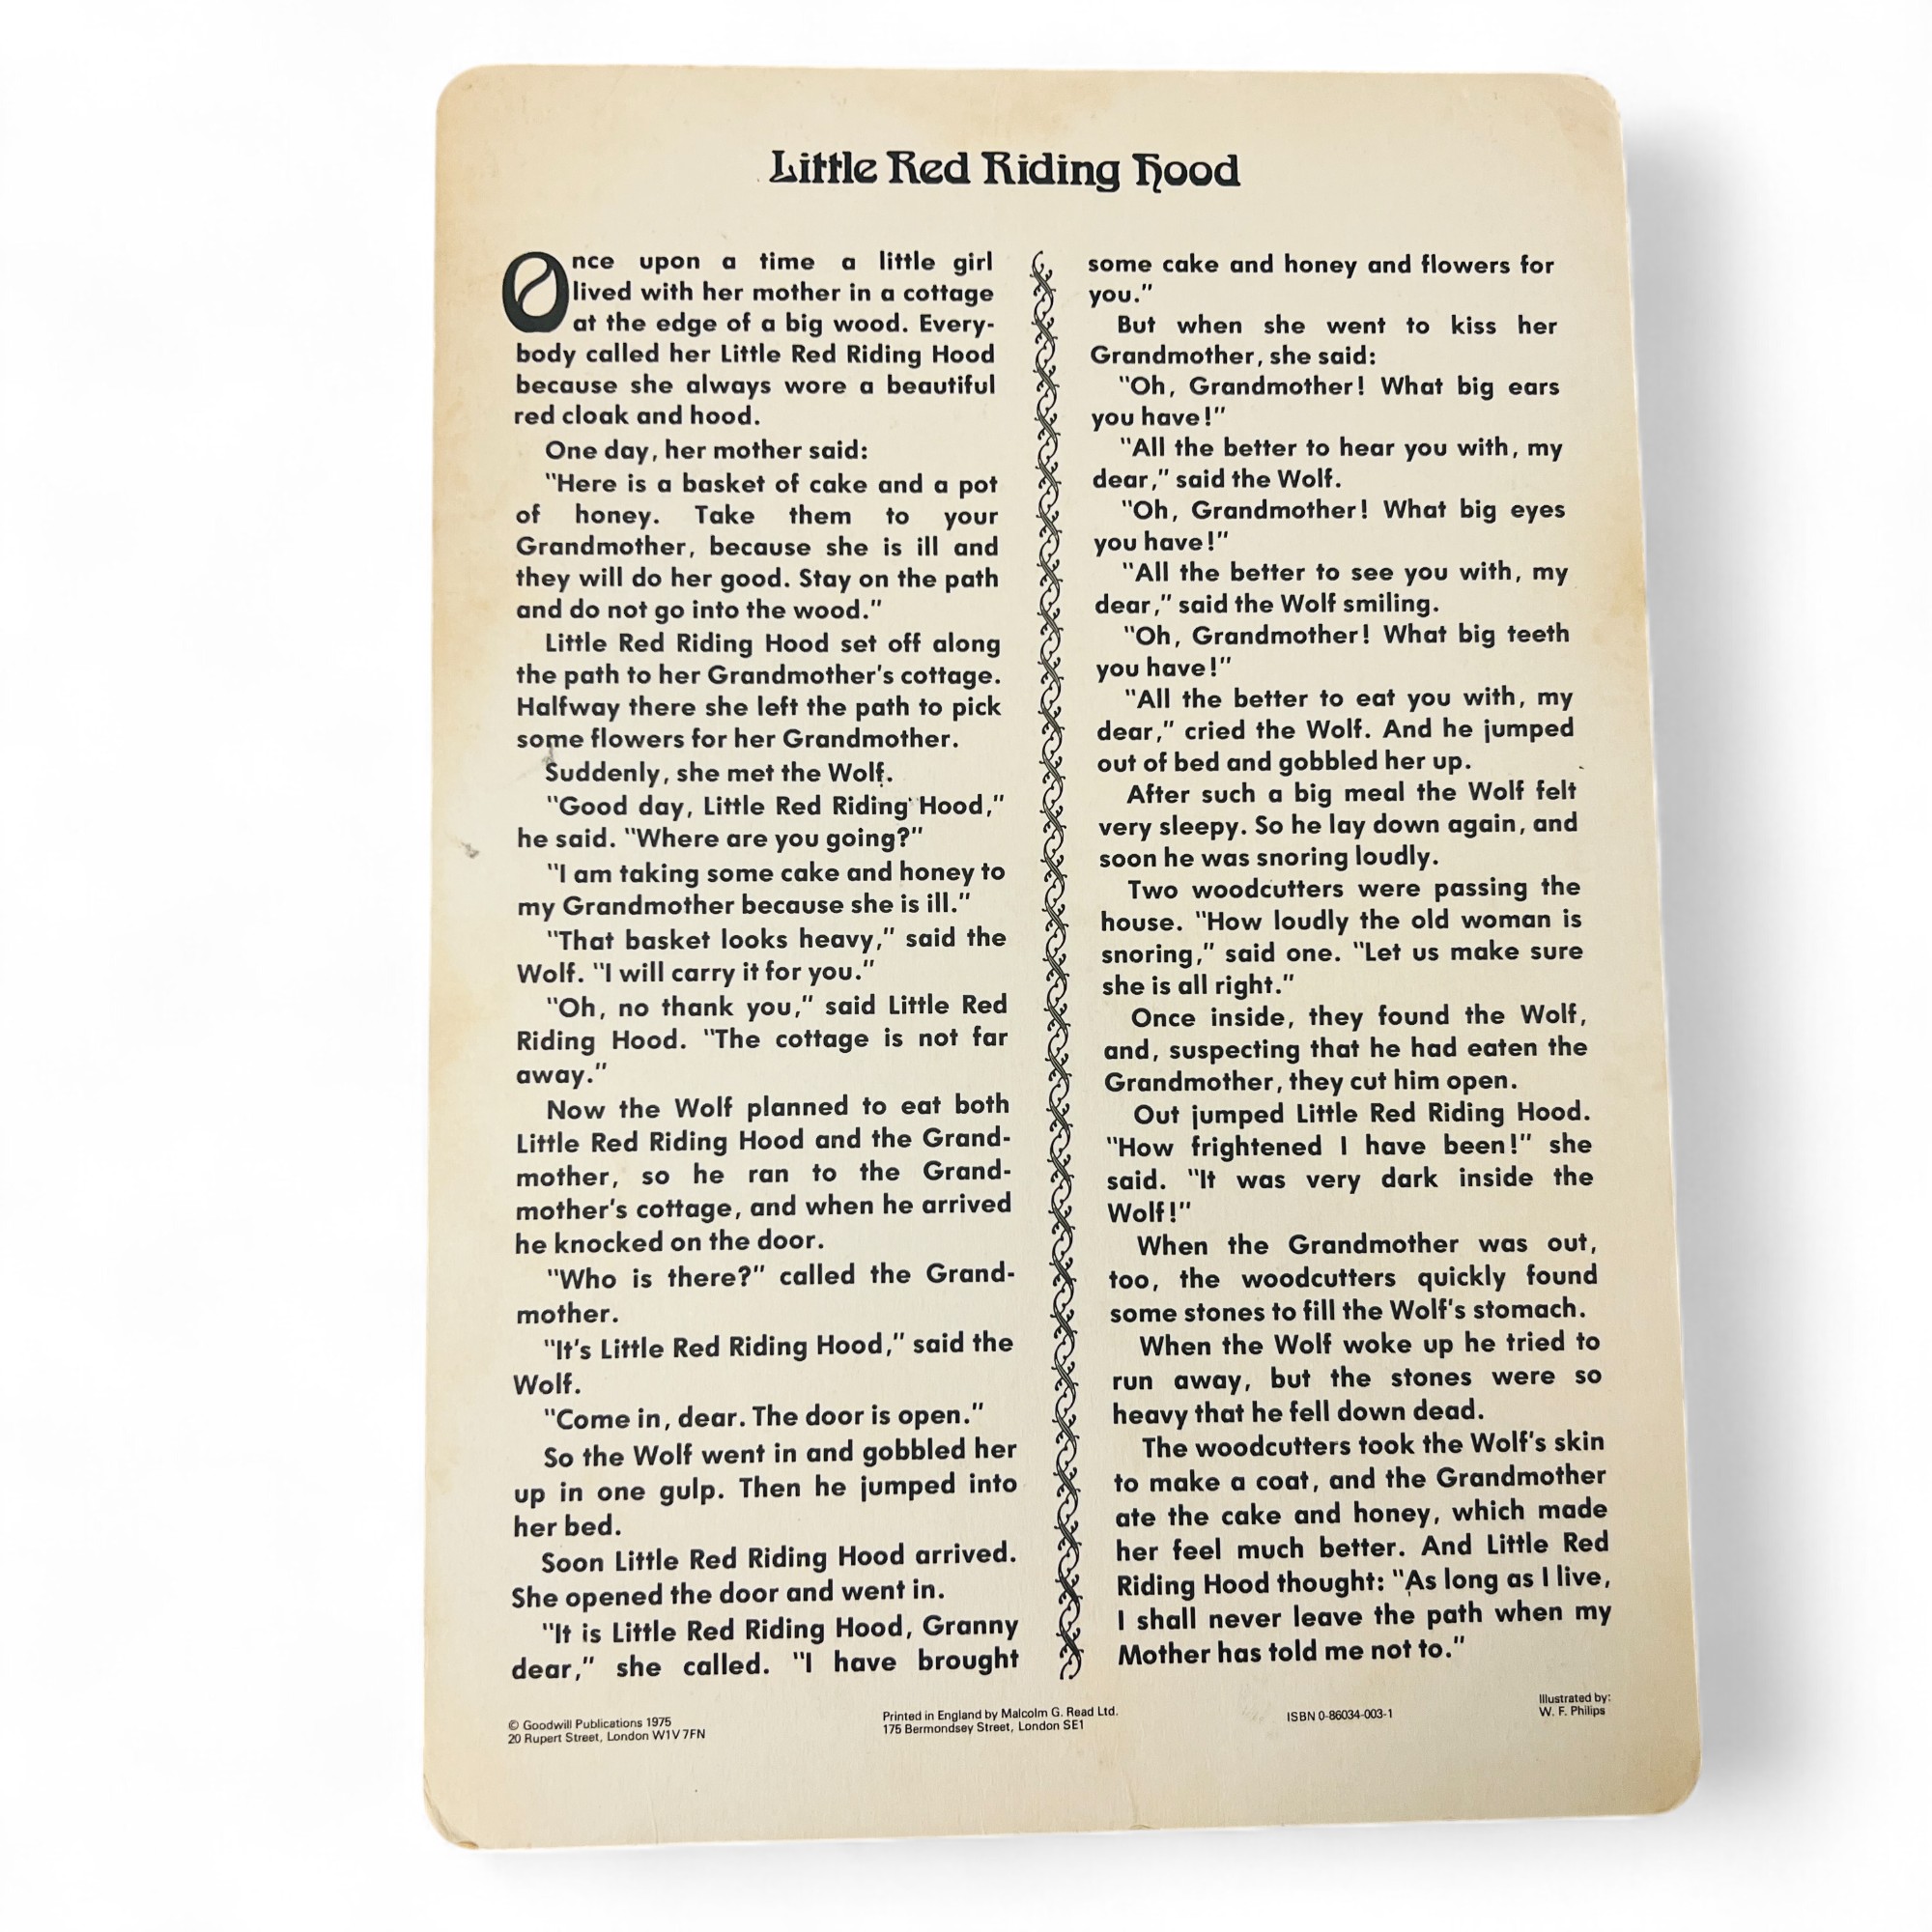 Little Red Riding Hood
Once upon a time a little girl
lived with her mother in a cottage
at the edge of a big wood. Every-
body called her Little Red Riding Hood
because she always wore a beautiful
red cloak and hood.
One day, her mother said:
"Here is a basket of cake and a pot
of honey. Take them to your
Grandmother, because she is ill and
they will do her good. Stay on the path
and do not go into the wood."
Little Red Riding Hood set off along
the path to her Grandmother's cottage.
Halfway there she left the path to pick
some flowers for her Grandmother.
Suddenly, she met the Wolf.
"Good day, Little Red Riding Hood,"
he said. "Where are you going?"
"I am taking some cake and honey to
my Grandmother because she is ill."
"That basket looks heavy," said the
Wolf. "I will carry it for you."
"Oh, no thank you," said Little Red
Riding Hood. "The cottage is not far
away."
Now the Wolf planned to eat both
Little Red Riding Hood and the Grand-
mother, so he ran to the Grand-
mother's cottage, and when he arrived
he knocked on the door.
"Who is there?" called the Grand-
mother.
"It's Little Red Riding Hood," said the
Wolf.
"Come in, dear. The door is open."
So the Wolf went in and gobbled her
up in one gulp. Then he jumped into
her bed.
Soon Little Red Riding Hood arrived.
She opened the door and went in.
"It is Little Red Riding Hood, Granny
dear," she called. "I have brought
some cake and honey and flowers for
you."
But when she went to kiss her
Grandmother, she said:
"Oh, Grandmother! What big ears
you have!"
"All the better to hear you with, my
dear," said the Wolf.
"Oh, Grandmother! What big eyes
you have!"
"All the better to see you with, my
dear," said the Wolf smiling.
"Oh, Grandmother! What big teeth
you have!"
"All the better to eat you with, my
dear," cried the Wolf. And he jumped
out of bed and gobbled her up.
After such a big meal the Wolf felt
very sleepy. So he lay down again, and
soon he was snoring loudly.
Two woodcutters were passing the
house. "How loudly the old woman is
snoring," said one. "Let us make sure
she is all right."
Once inside, they found the Wolf,
and, suspecting that he had eaten the
Grandmother, they cut him open.
Out jumped Little Red Riding Hood.
"How frightened I have been!" she
said. "It was very dark inside the
Wolf!"
When the Grandmother was out,
too, the woodcutters quickly found
some stones to fill the Wolf's stomach.
When the Wolf woke up he tried to
run away, but the stones were so
heavy that he fell down dead.
The woodcutters took the Wolf's skin
to make a coat, and the Grandmother
ate the cake and honey, which made
her feel much better. And Little Red
Riding Hood thought: "As long as I live,
I shall never leave the path when my
Mother has told me not to."
© Goodwill Publications 1975
20 Rupert Street, London W1V 7FN
Printed in England by Malcolm G. Read Ltd.
175 Bermondsey Street, London SE1
ISBN 0-86034-003-1
Illustrated by:
W. F. Philips